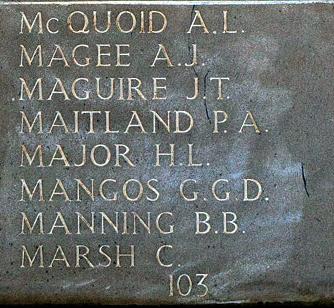 McQUOID A.L.
MAGEE A.J.
MAGUIRE J.T.
MAITLAND P.A.
MAJOR H.L.
MANGOS G.G.D.
MANNING B.B.
MARSH C.
103